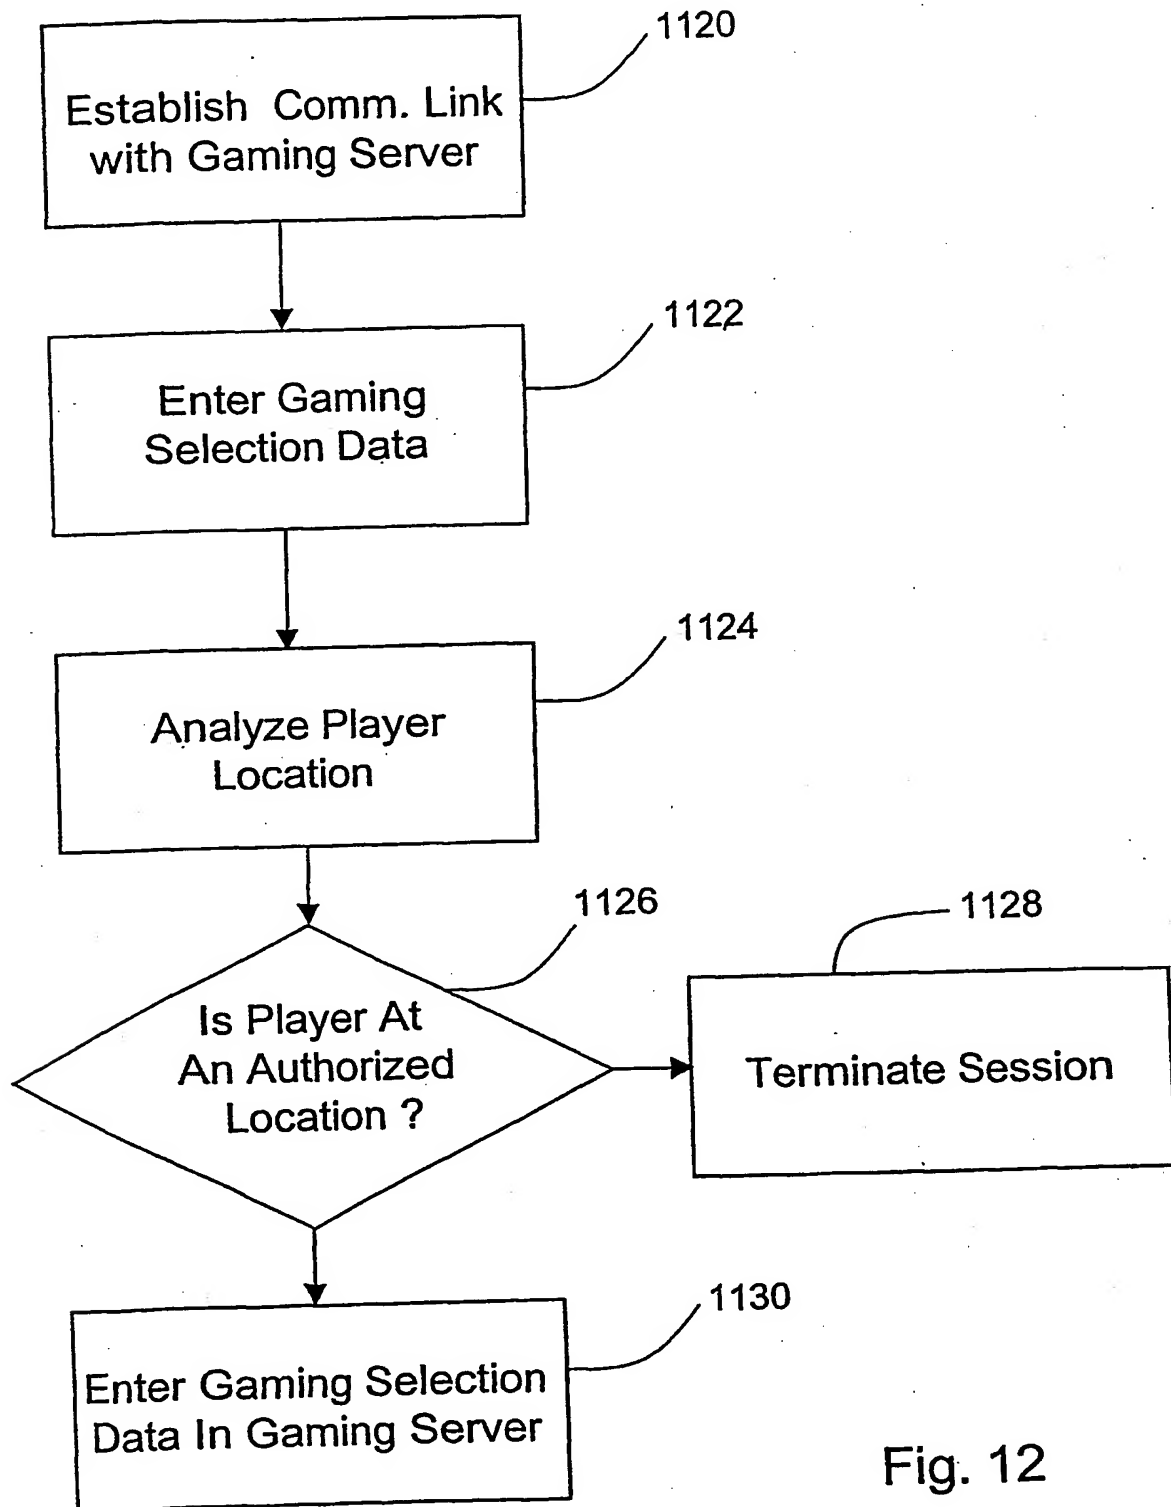 1120
Establish Comm. Link
with Gaming Server
1122
Enter Gaming
Selection Data
1124
Analyze Player
Location
1126
Is Player At
An Authorized
Location ?
1128
Terminate Session
1130
Enter Gaming Selection
Data In Gaming Server
Fig. 12